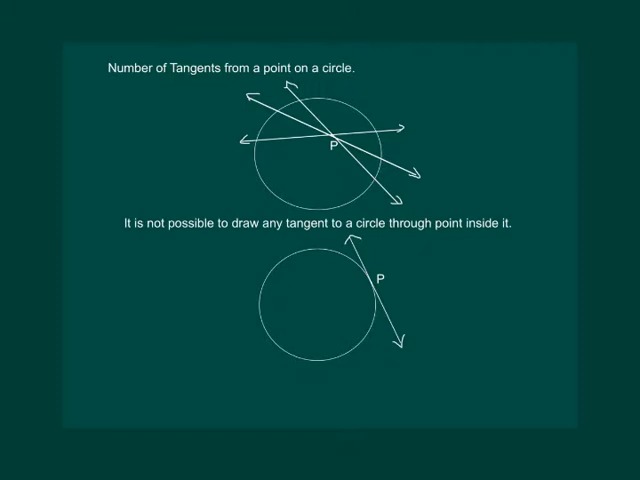 Number of Tangents from a point on a circle.
P
It is not possible to draw any tangent to a circle through point inside it.
P